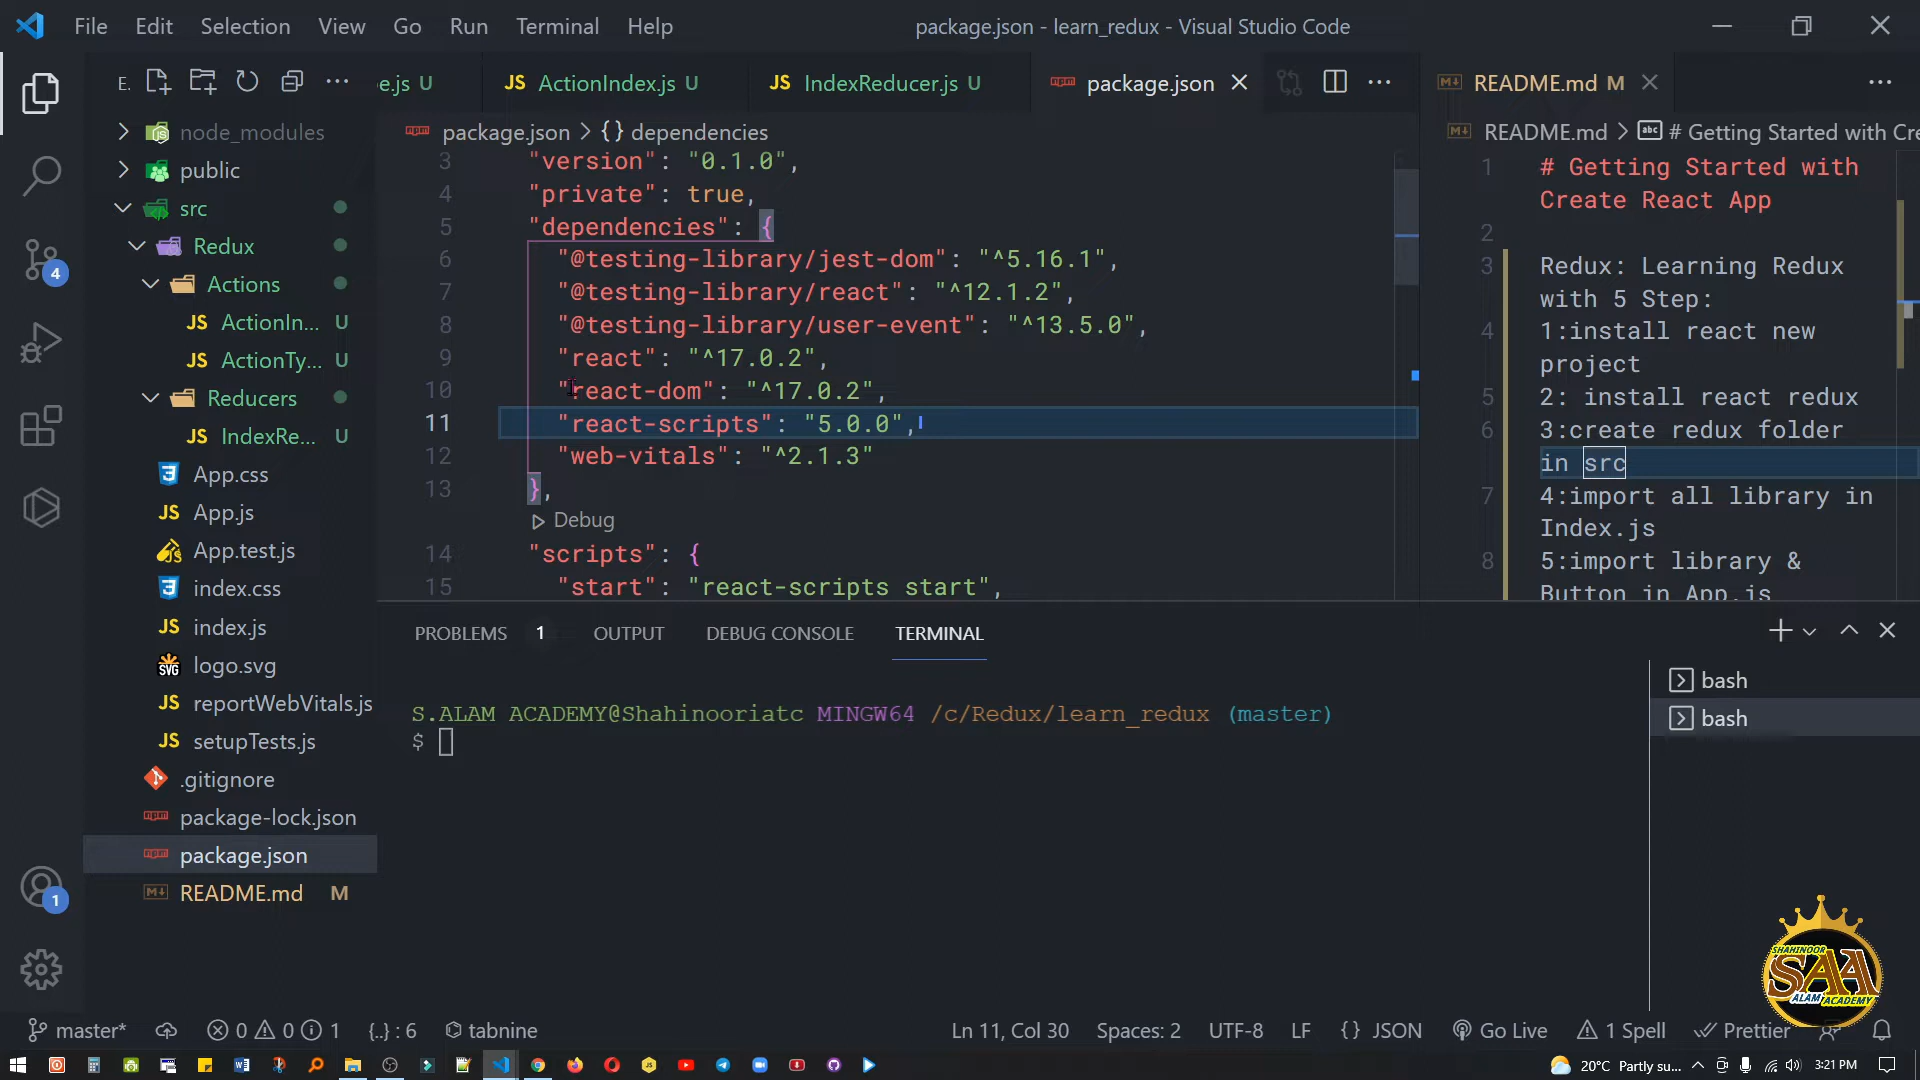 File Edit Selection View Go Run Terminal Help
package.json - learn_redux - Visual Studio Code
E.
e.js U
ActionIndex.js U
IndexReducer.js U
package.json
README.md M
node_modules
public
src
Redux
Actions
ActionIn... U
ActionTy... U
Reducers
IndexRe... U
App.css
App.js
App.test.js
index.css
index.js
logo.svg
reportWebVitals.js
setupTests.js
.gitignore
package-lock.json
package.json
README.md M
4
1
package.json > {} dependencies
3 "version": "0.1.0",
4 "private": true,
5 "dependencies": {
6 "@testing-library/jest-dom": "^5.16.1",
7 "@testing-library/react": "^12.1.2",
8 "@testing-library/user-event": "^13.5.0",
9 "react": "^17.0.2",
10 "react-dom": "^17.0.2",
11 "react-scripts": "5.0.0",
12 "web-vitals": "^2.1.3"
13 },
Debug
14 "scripts": {
15 "start": "react-scripts start",
README.md > # Getting Started with Cre
1 # Getting Started with
Create React App
2
3 Redux: Learning Redux
with 5 Step:
4 1:install react new
project
5 2: install react redux
6 3:create redux folder
in src
7 4:import all library in
Index.js
8 5:import library &
Button in App.js
PROBLEMS 1 OUTPUT DEBUG CONSOLE TERMINAL
S.ALAM ACADEMY@Shahinooriatc MINGW64 /c/Redux/learn_redux (master)
$
bash
bash
SHAHINOOR
SAA
ALAM ACADEMY
master* 0 0 1 {..} : 6 tabnine
Ln 11, Col 30 Spaces: 2 UTF-8 LF {} JSON Go Live 1 Spell Prettier
20°C Partly su... 3:21 PM